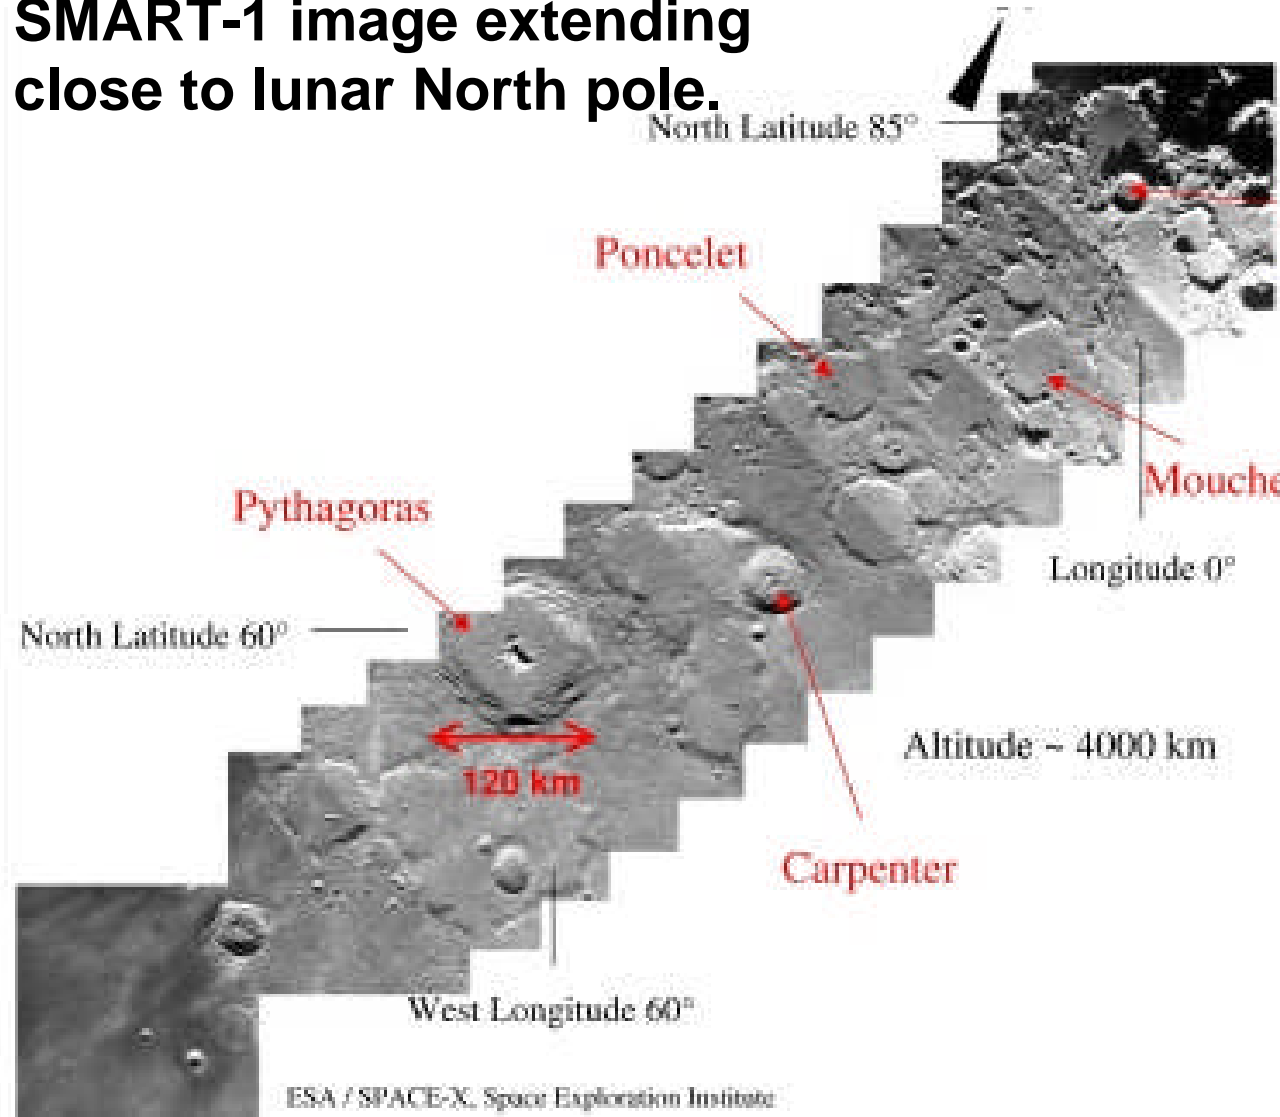 SMART-1 image extending
close to lunar North pole.
North Latitude 85°
Poncelet
Mouche
Pythagoras
Longitude 0°
North Latitude 60°
Altitude ~ 4000 km
120 km
Carpenter
West Longitude 60°
ESA / SPACE-X, Space Exploration Institute